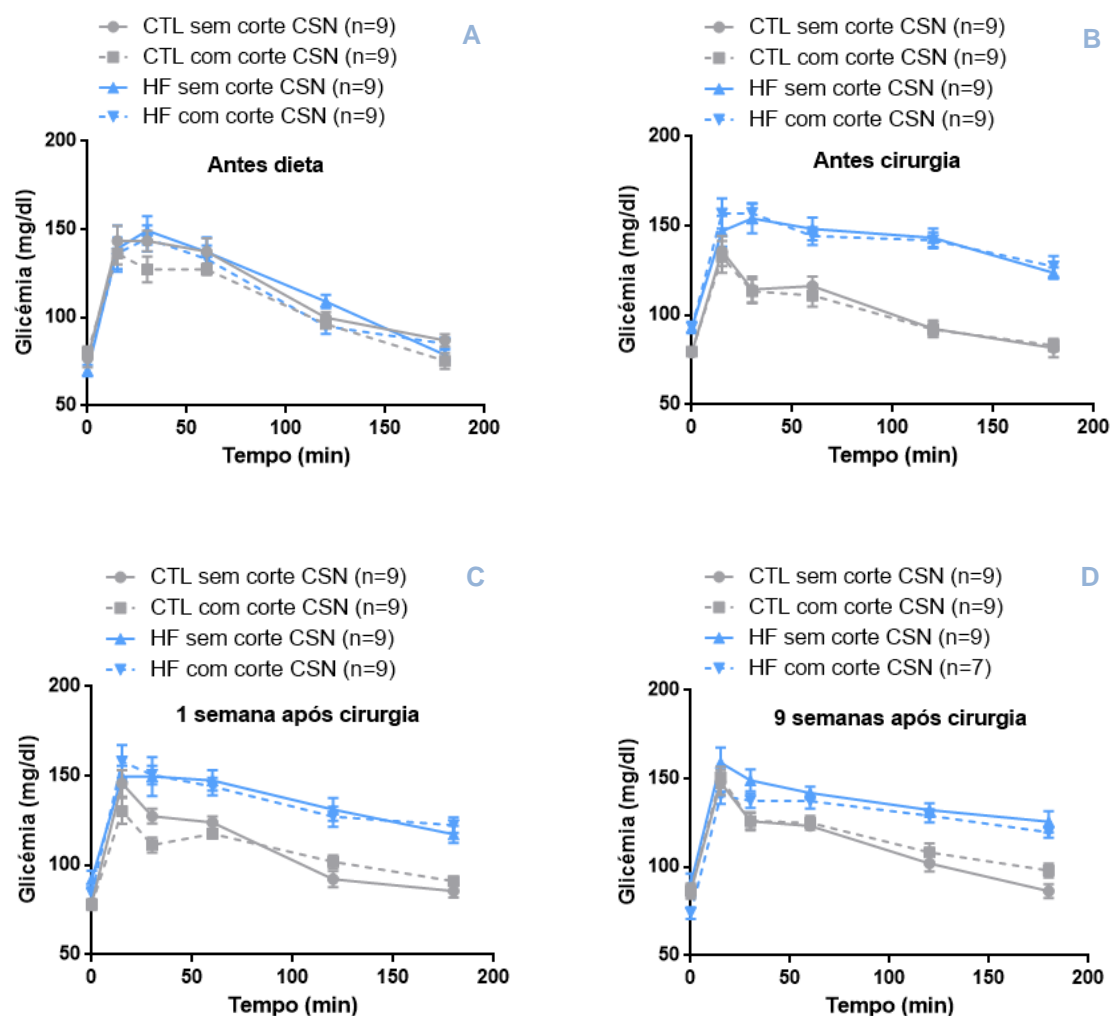 CTL sem corte CSN (n=9)
CTL com corte CSN (n=9)
HF sem corte CSN (n=9)
HF com corte CSN (n=9)
A
Antes dieta
Glicémia (mg/dl)
200
150
100
50
0 50 100 150 200
Tempo (min)
CTL sem corte CSN (n=9)
CTL com corte CSN (n=9)
HF sem corte CSN (n=9)
HF com corte CSN (n=9)
B
Antes cirurgia
Glicémia (mg/dl)
200
150
100
50
0 50 100 150 200
Tempo (min)
CTL sem corte CSN (n=9)
CTL com corte CSN (n=9)
HF sem corte CSN (n=9)
HF com corte CSN (n=9)
C
1 semana após cirurgia
Glicémia (mg/dl)
200
150
100
50
0 50 100 150 200
Tempo (min)
CTL sem corte CSN (n=9)
CTL com corte CSN (n=9)
HF sem corte CSN (n=9)
HF com corte CSN (n=7)
D
9 semanas após cirurgia
Glicémia (mg/dl)
200
150
100
50
0 50 100 150 200
Tempo (min)